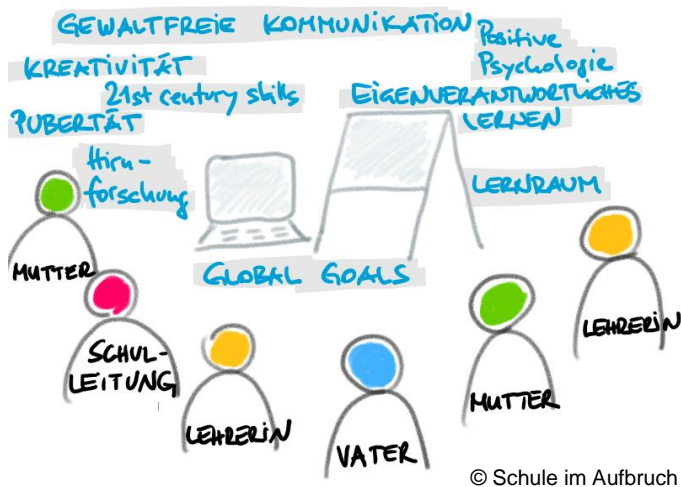 GEWALTFREIE KOMMUNIKATION
Positive
Psychologie
KREATIVITÄT
21st century skills
EIGENVERANTWORTLICHES
LERNEN
PUBERTÄT
Hirn-
forschung
LERNRAUM
GLOBAL GOALS
MUTTER
SCHUL-
LEITUNG
LEHRERIN
VATER
MUTTER
LEHRERIN
© Schule im Aufbruch